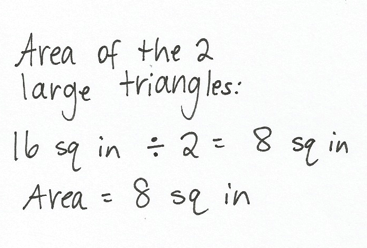 Area of the 2
large triangles:
16 sq in ÷ 2 = 8 sq in
Area = 8 sq in